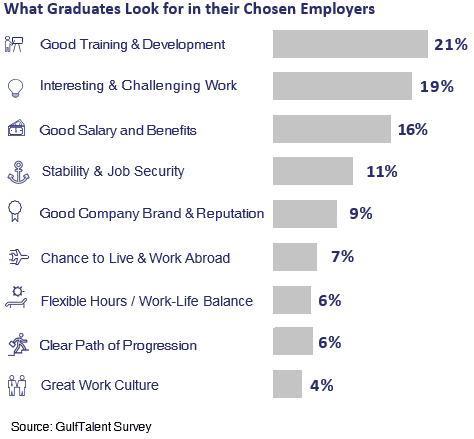 What Graduates Look for in their Chosen Employers
Good Training & Development 21%
Interesting & Challenging Work 19%
Good Salary and Benefits 16%
Stability & Job Security 11%
Good Company Brand & Reputation 9%
Chance to Live & Work Abroad 7%
Flexible Hours / Work-Life Balance 6%
Clear Path of Progression 6%
Great Work Culture 4%
Source: GulfTalent Survey